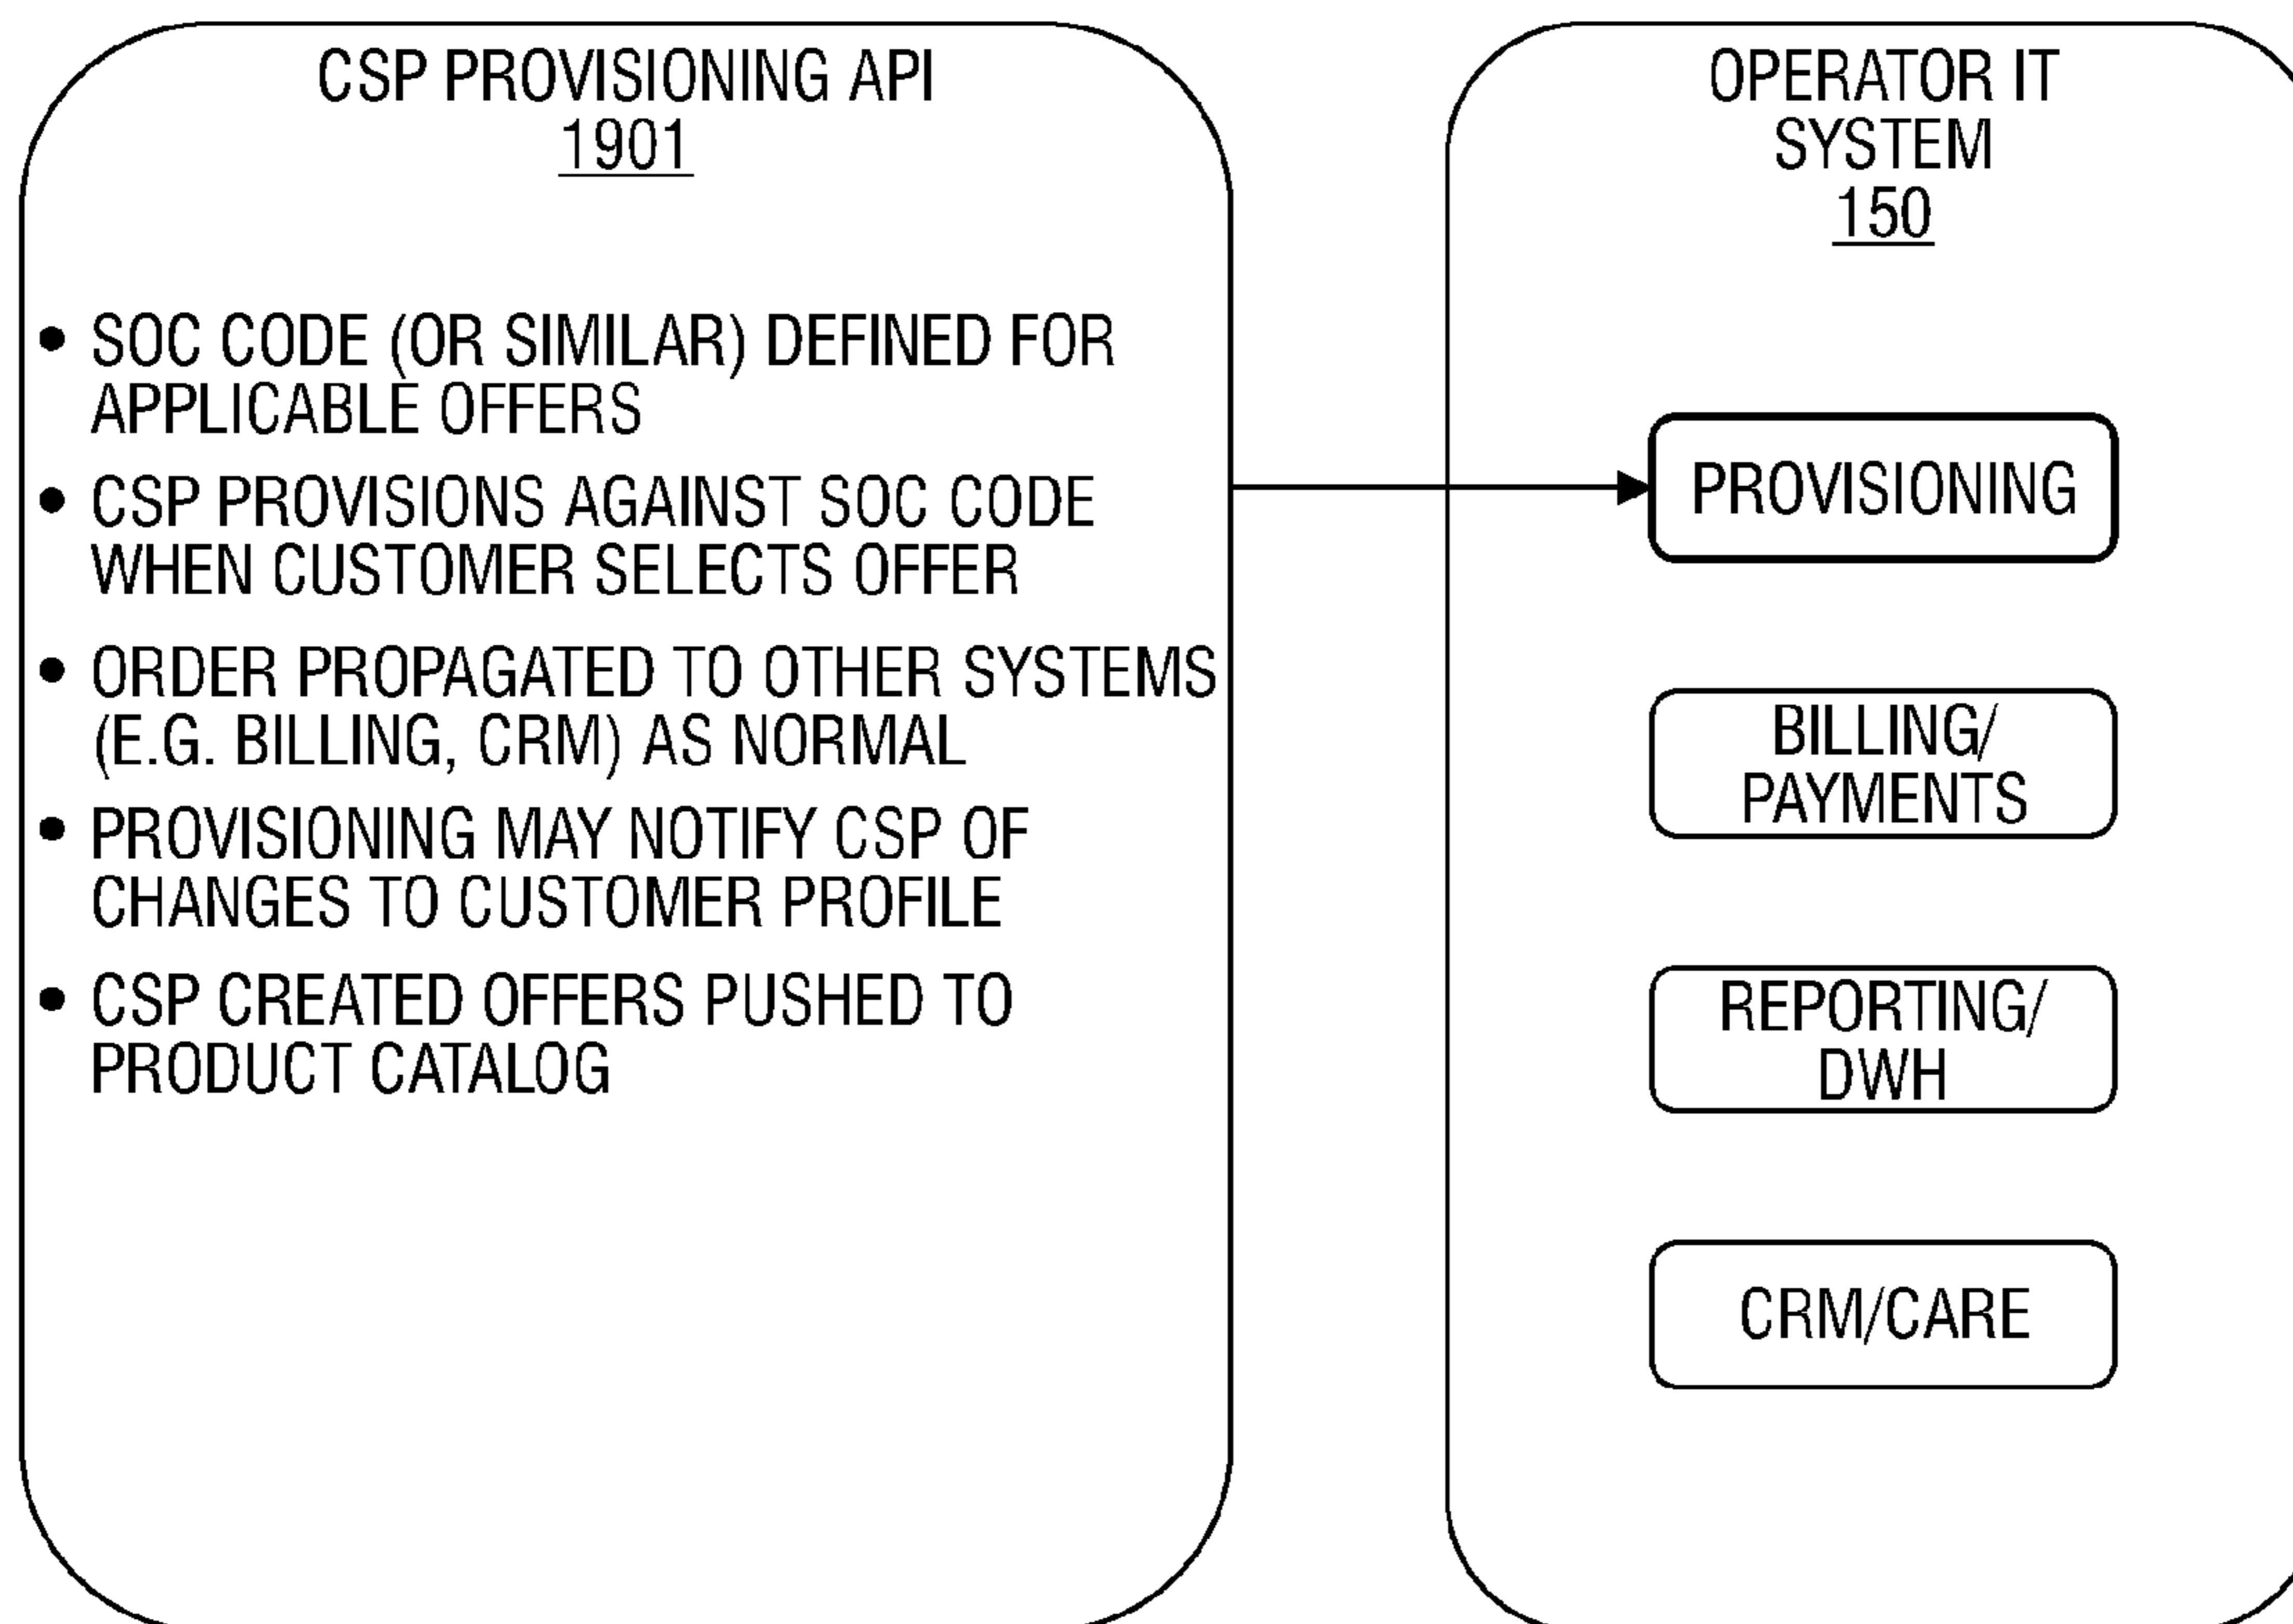 CSP PROVISIONING API
1901
• SOC CODE (OR SIMILAR) DEFINED FOR
APPLICABLE OFFERS
• CSP PROVISIONS AGAINST SOC CODE
WHEN CUSTOMER SELECTS OFFER
• ORDER PROPAGATED TO OTHER SYSTEMS
(E.G. BILLING, CRM) AS NORMAL
• PROVISIONING MAY NOTIFY CSP OF
CHANGES TO CUSTOMER PROFILE
• CSP CREATED OFFERS PUSHED TO
PRODUCT CATALOG
OPERATOR IT
SYSTEM
150
PROVISIONING
BILLING/
PAYMENTS
REPORTING/
DWH
CRM/CARE